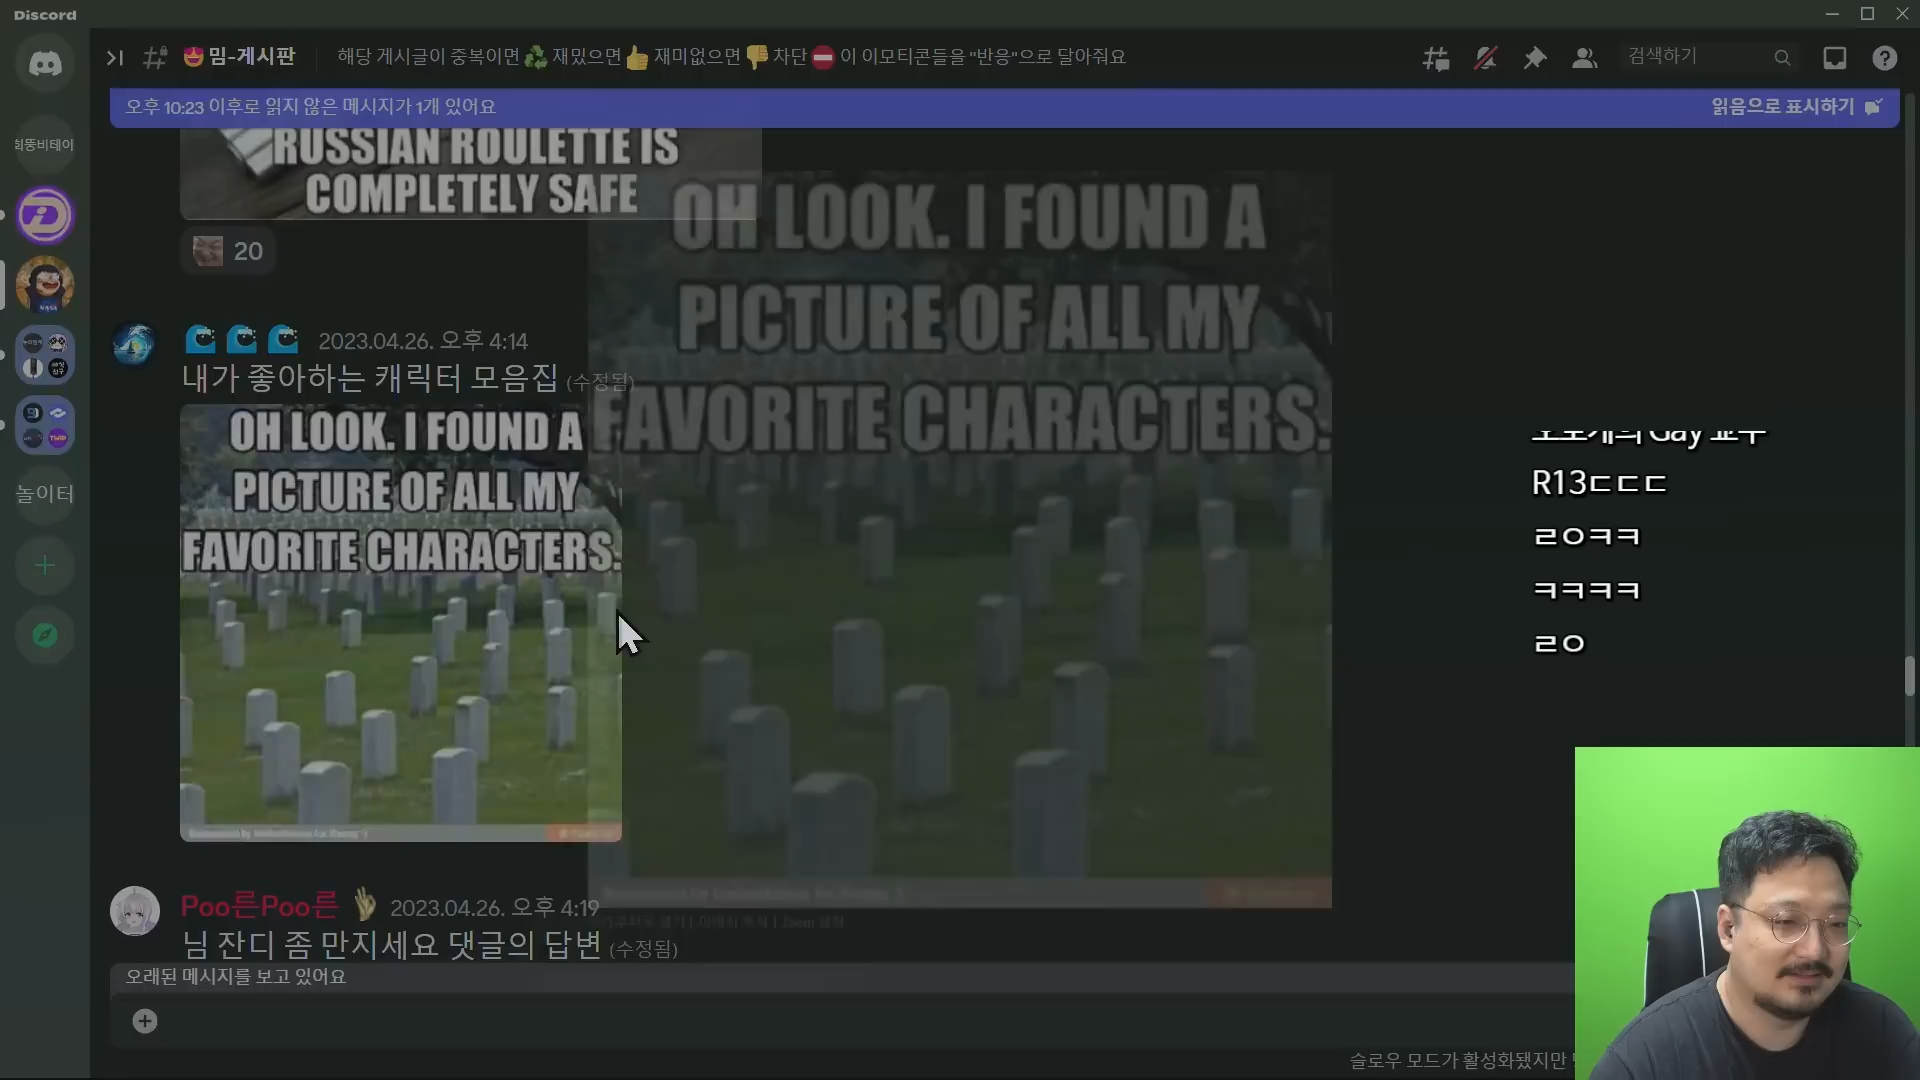 Discord
😍밈-게시판
해당 게시글이 중복이면♻️재밌으면👍재미없으면👎차단⛔이 이모티콘들을 "반응"으로 달아줘요
검색하기
오후 10:23 이후로 읽지 않은 메시지가 1개 있어요
읽음으로 표시하기
RUSSIAN ROULETTE IS
COMPLETELY SAFE
20
2023.04.26. 오후 4:14
내가 좋아하는 캐릭터 모음집 (수정됨)
OH LOOK. I FOUND A
PICTURE OF ALL MY
FAVORITE CHARACTERS.
OH LOOK. I FOUND A
PICTURE OF ALL MY
FAVORITE CHARACTERS.
Gay 교수
R13ㄷㄷㄷ
ㄹㅇㅋㅋ
ㅋㅋㅋㅋ
ㄹㅇ
Poo른Poo른 2023.04.26. 오후 4:19
님 잔디 좀 만지세요 댓글의 답변 (수정됨)
오래된 메시지를 보고 있어요
슬로우 모드가 활성화됐지만
놀이터